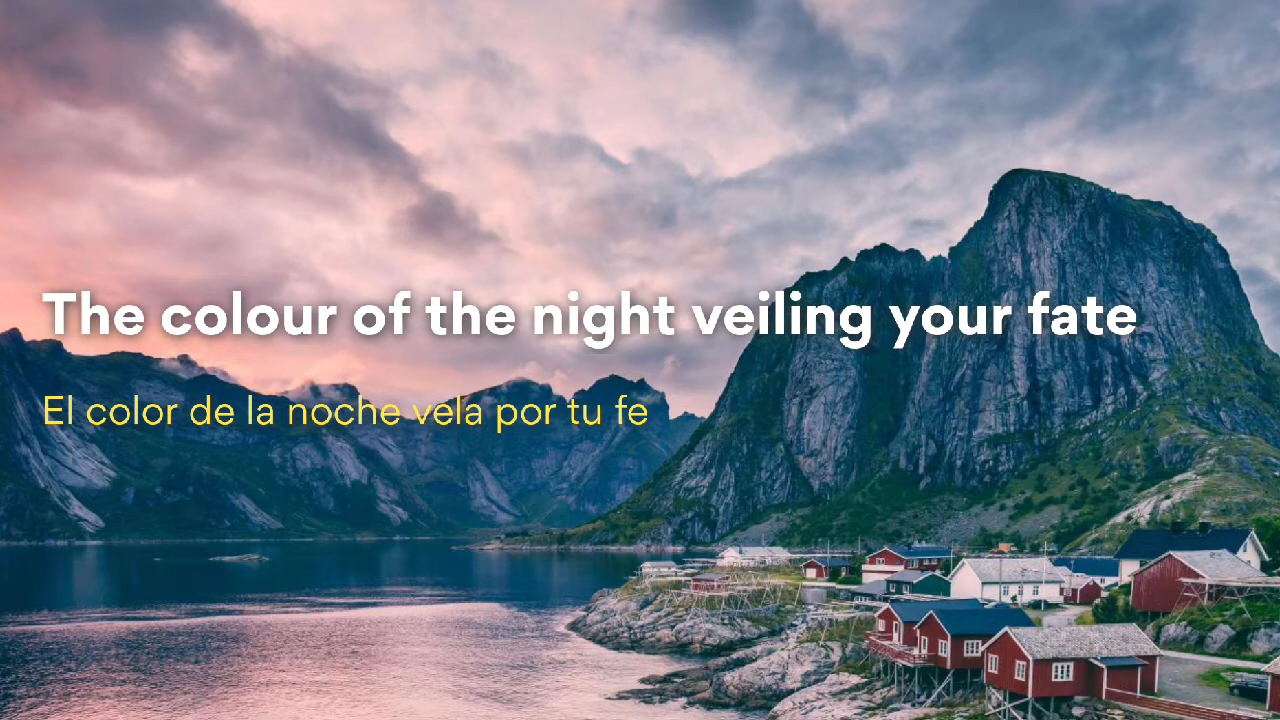 The colour of the night veiling your fate
El color de la noche vela por tu fe